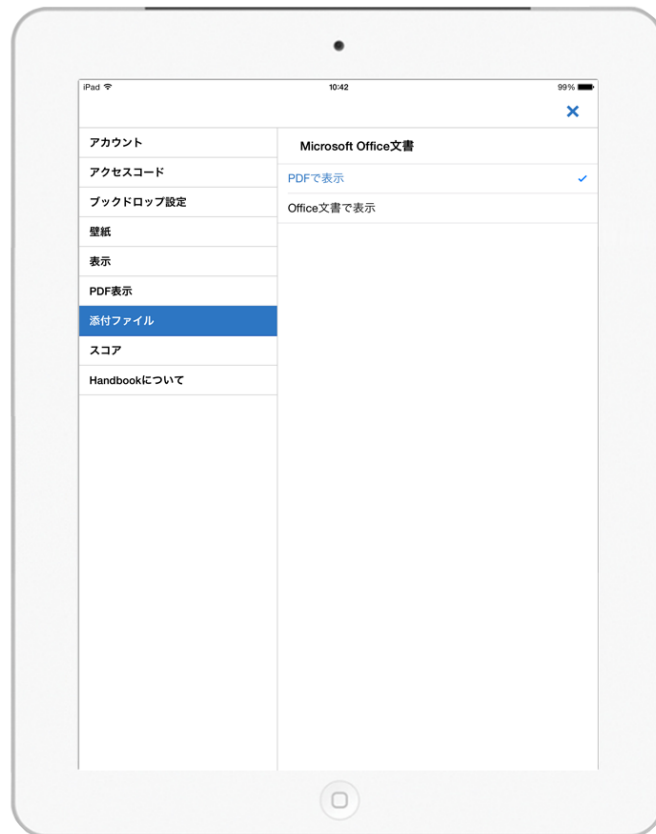 iPad 10:42 99%
アカウント
アクセスコード
ブックドロップ設定
壁紙
表示
PDF表示
添付ファイル
スコア
Handbookについて
Microsoft Office文書
PDFで表示
Office文書で表示